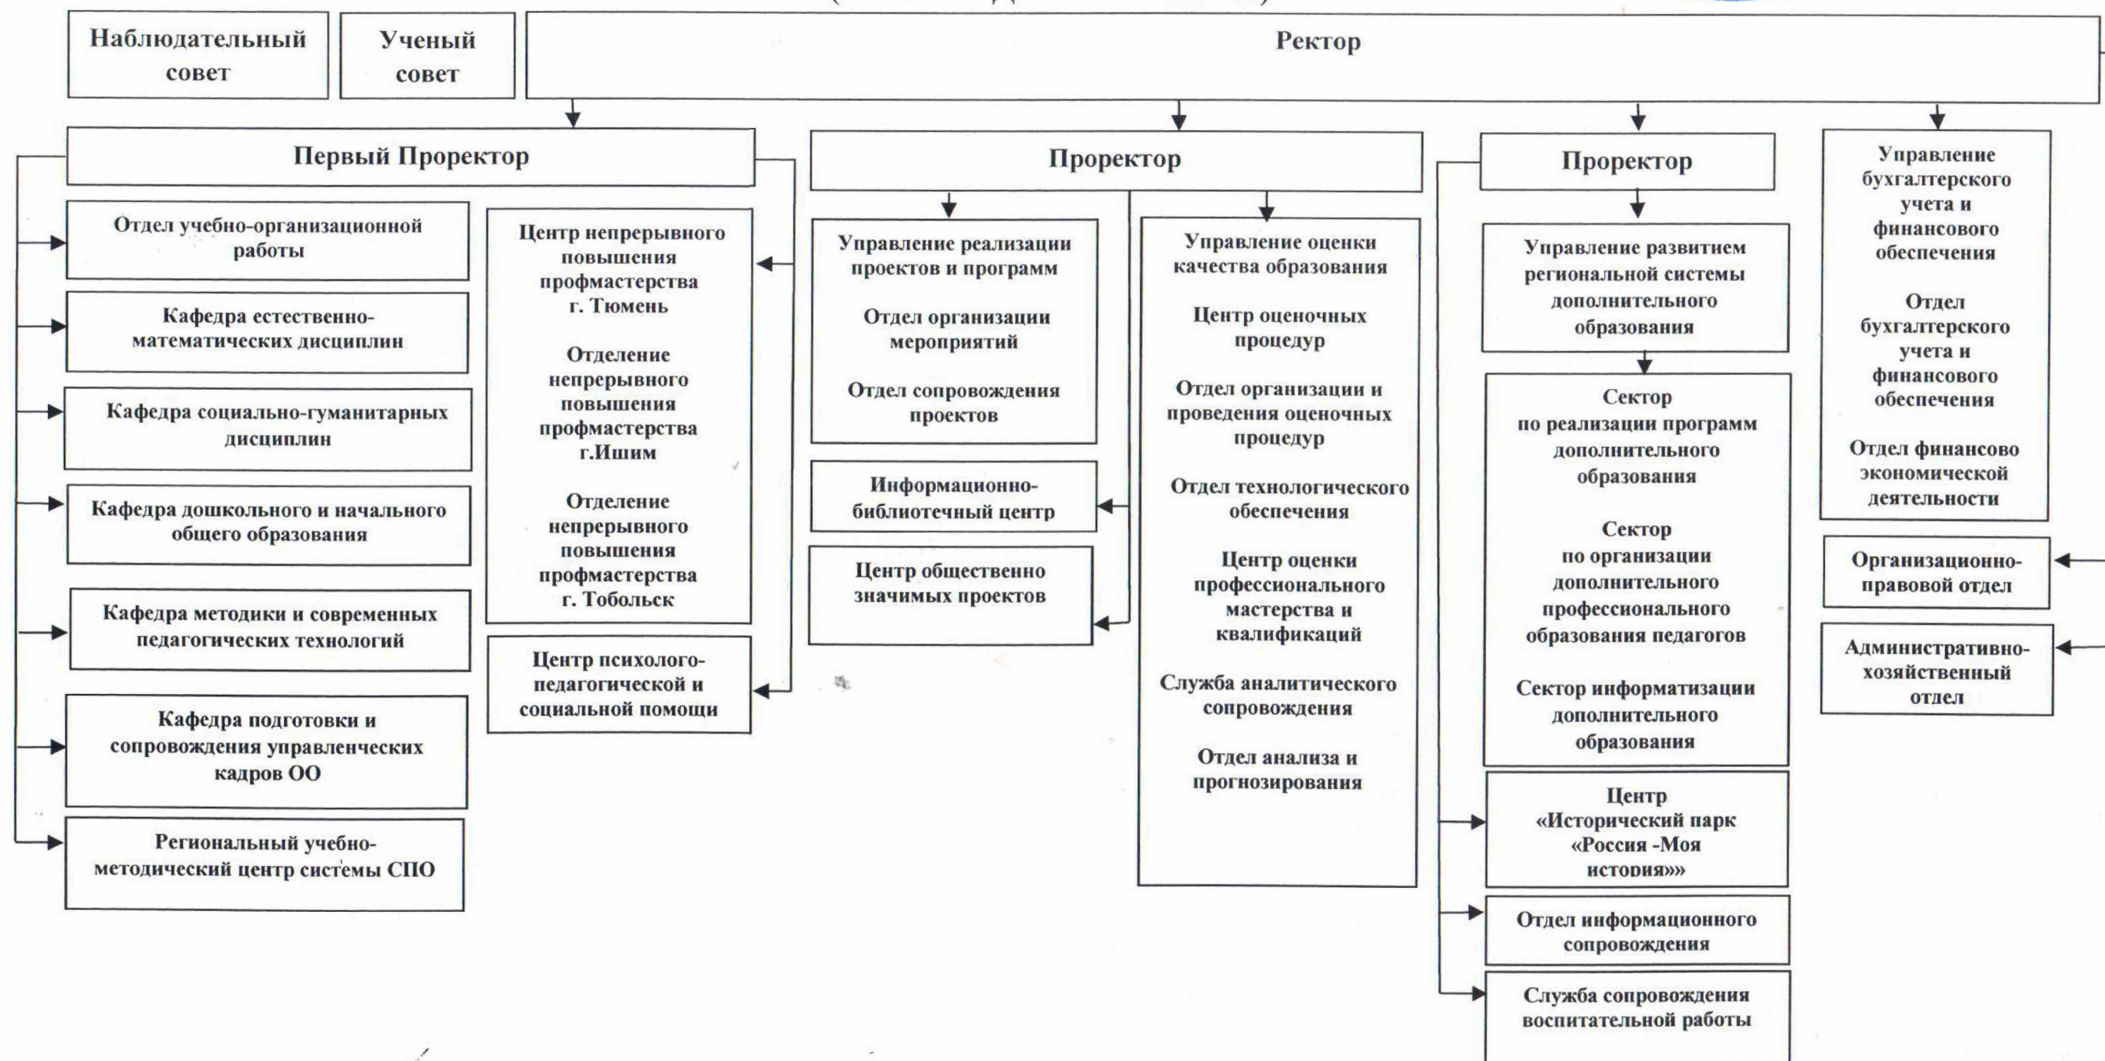 Наблюдательный
совет
Ученый
совет
Ректор
Первый Проректор
Отдел учебно-организационной
работы
Кафедра естественно-
математических дисциплин
Кафедра социально-гуманитарных
дисциплин
Кафедра дошкольного и начального
общего образования
Кафедра методики и современных
педагогических технологий
Кафедра подготовки и
сопровождения управленческих
кадров ОО
Региональный учебно-
методический центр системы СПО
Центр непрерывного
повышения
профмастерства
г. Тюмень
Отделение
непрерывного
повышения
профмастерства
г.Ишим
Отделение
непрерывного
повышения
профмастерства
г. Тобольск
Центр психолого-
педагогической и
социальной помощи
Проректор
Управление реализации
проектов и программ
Отдел организации
мероприятий
Отдел сопровождения
проектов
Информационно-
библиотечный центр
Центр общественно
значимых проектов
Управление оценки
качества образования
Центр оценочных
процедур
Отдел организации и
проведения оценочных
процедур
Отдел технологического
обеспечения
Центр оценки
профессионального
мастерства и
квалификаций
Служба аналитического
сопровождения
Отдел анализа и
прогнозирования
Проректор
Управление развитием
региональной системы
дополнительного
образования
Сектор
по реализации программ
дополнительного
образования
Сектор
по организации
дополнительного
профессионального
образования педагогов
Сектор информатизации
дополнительного
образования
Центр
«Исторический парк
«Россия -Моя
история»»
Отдел информационного
сопровождения
Служба сопровождения
воспитательной работы
Управление
бухгалтерского
учета и
финансового
обеспечения
Отдел
бухгалтерского
учета и
финансового
обеспечения
Отдел финансово
экономической
деятельности
Организационно-
правовой отдел
Административно-
хозяйственный
отдел